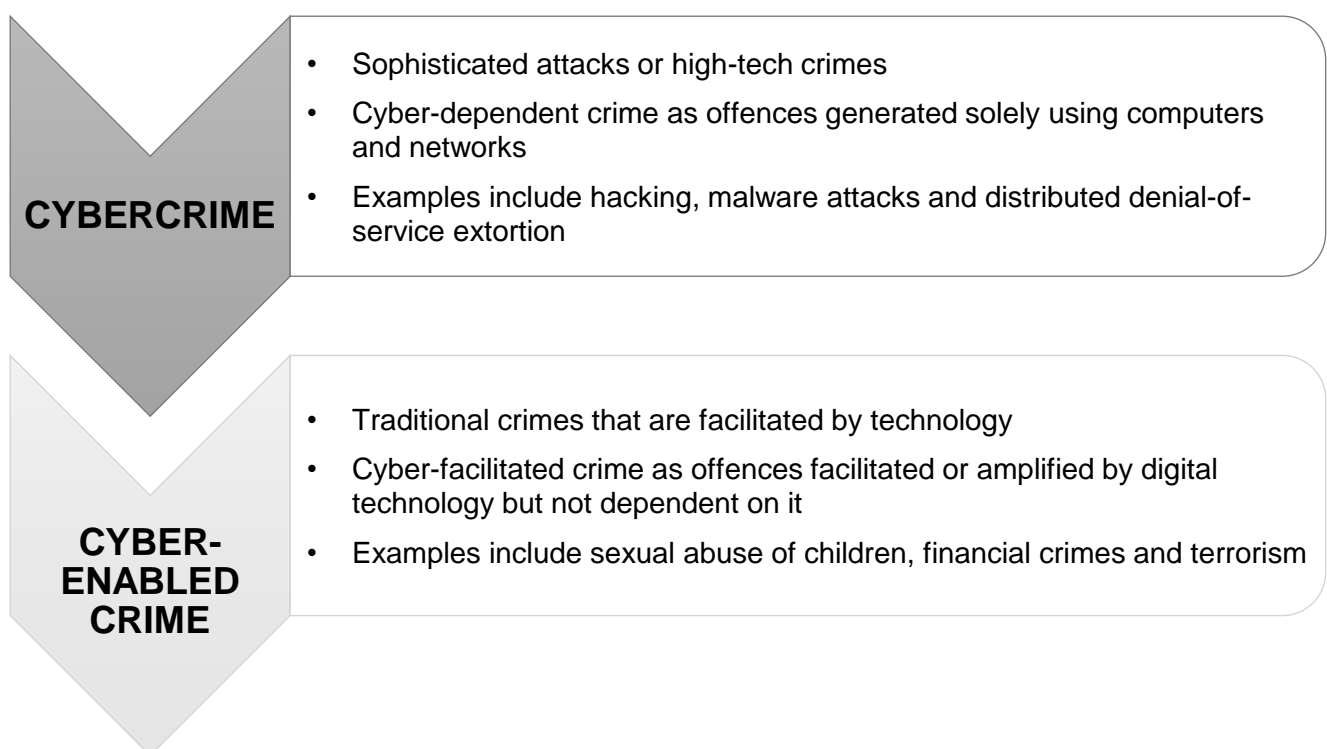 CYBERCRIME
• Sophisticated attacks or high-tech crimes
• Cyber-dependent crime as offences generated solely using computers
and networks
• Examples include hacking, malware attacks and distributed denial-of-
service extortion
CYBER-
ENABLED
CRIME
• Traditional crimes that are facilitated by technology
• Cyber-facilitated crime as offences facilitated or amplified by digital
technology but not dependent on it
• Examples include sexual abuse of children, financial crimes and terrorism